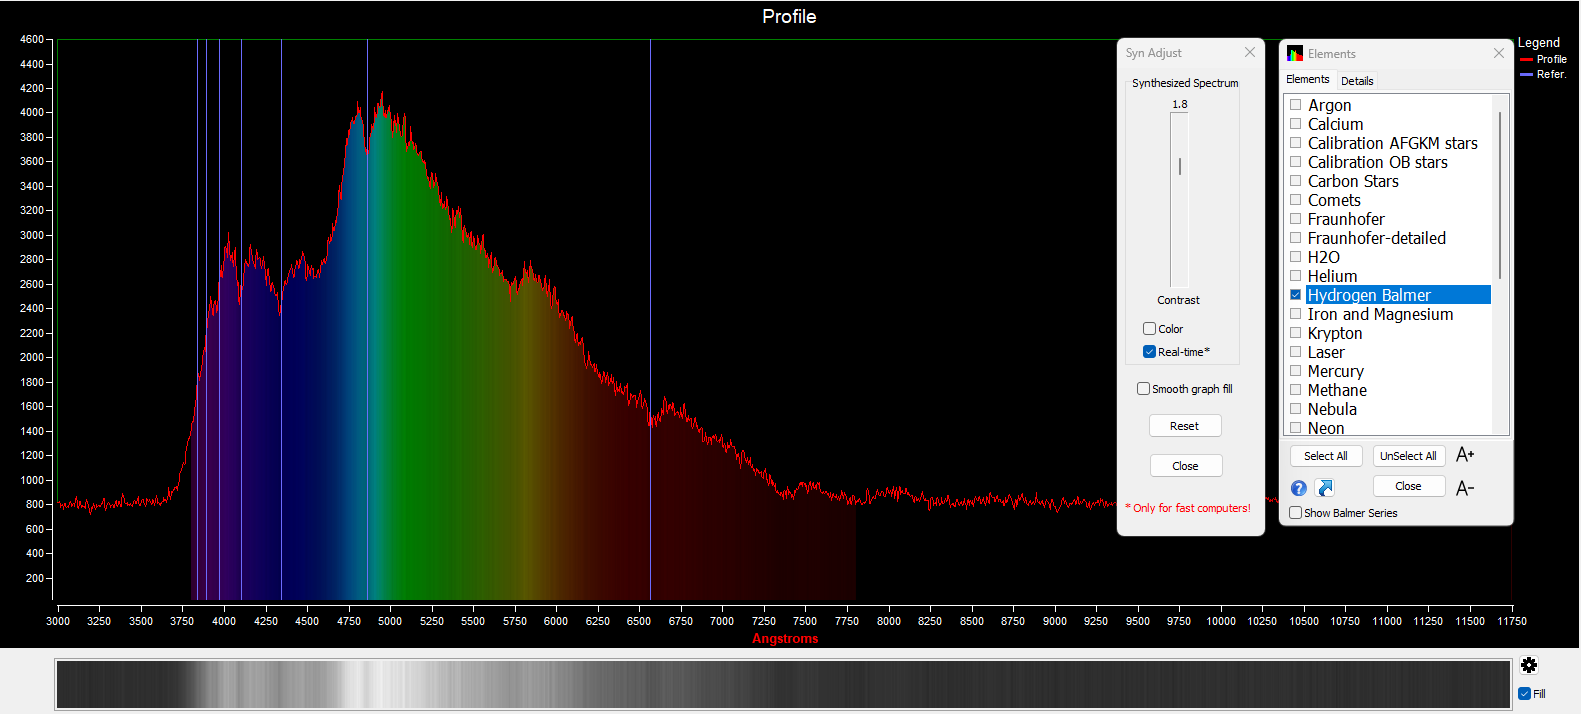 Profile
4600
4400
4200
4000
3800
3600
3400
3200
3000
2800
2600
2400
2200
2000
1800
1600
1400
1200
1000
800
600
400
200
3000 3250 3500 3750 4000 4250 4500 4750 5000 5250 5500 5750 6000 6250 6500 6750 7000 7250 7500 7750 8000 8250 8500 8750 9000 9250 9500 9750 10000 10250 10500 10750 11000 11250 11500 11750
Angstroms
Syn Adjust
Synthesized Spectrum
1.8
Contrast
Color
Real-time*
Smooth graph fill
Reset
Close
* Only for fast computers!
Elements
Elements Details
Argon
Calcium
Calibration AFGKM stars
Calibration OB stars
Carbon Stars
Comets
Fraunhofer
Fraunhofer-detailed
H2O
Helium
Hydrogen Balmer
Iron and Magnesium
Krypton
Laser
Mercury
Methane
Nebula
Neon
Select All UnSelect All A+
Close A-
Show Balmer Series
Legend
Profile
Refer.
Fill